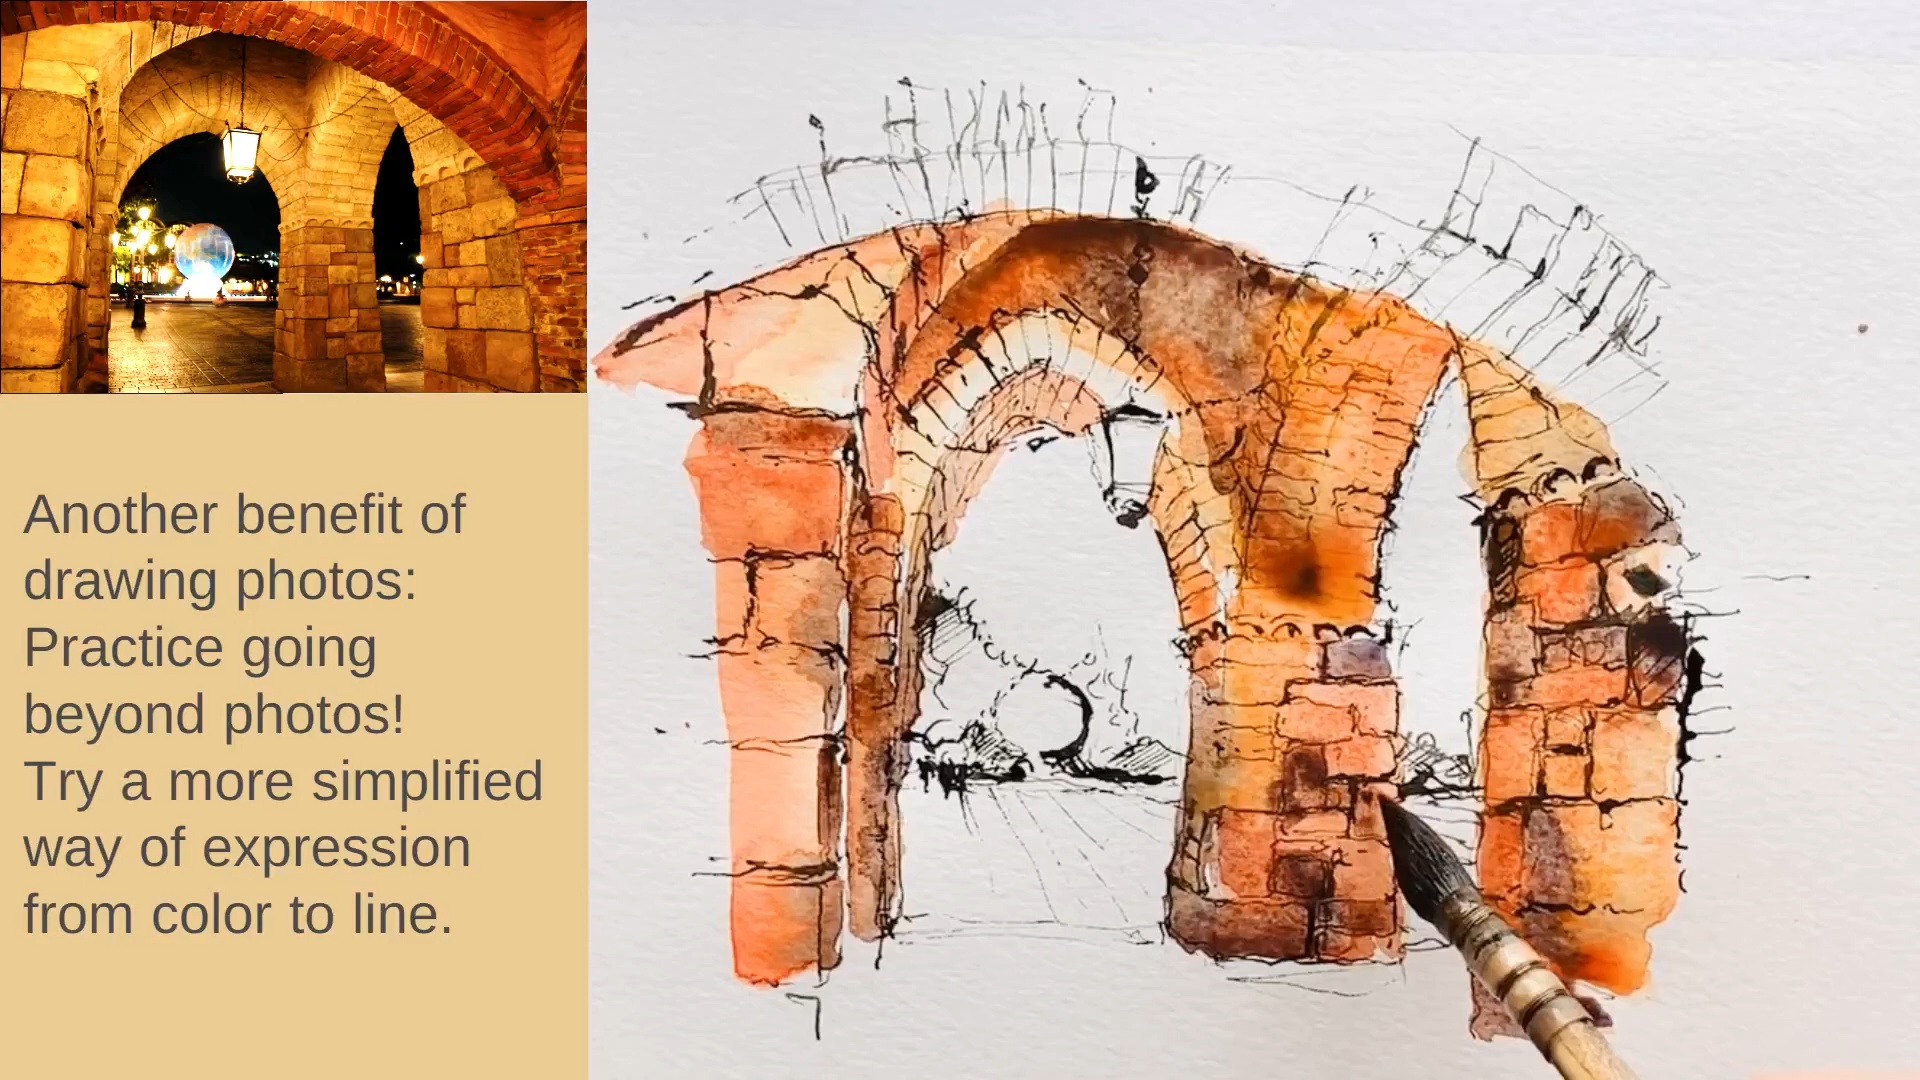 Another benefit of
drawing photos:
Practice going
beyond photos!
Try a more simplified
way of expression
from color to line.